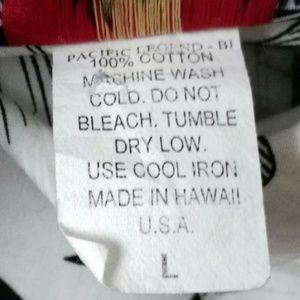 PACIFIC LEGEND - BI
100% COTTON
MACHINE WASH
COLD. DO NOT
BLEACH. TUMBLE
DRY LOW.
USE COOL IRON
MADE IN HAWAII
U.S.A.
L